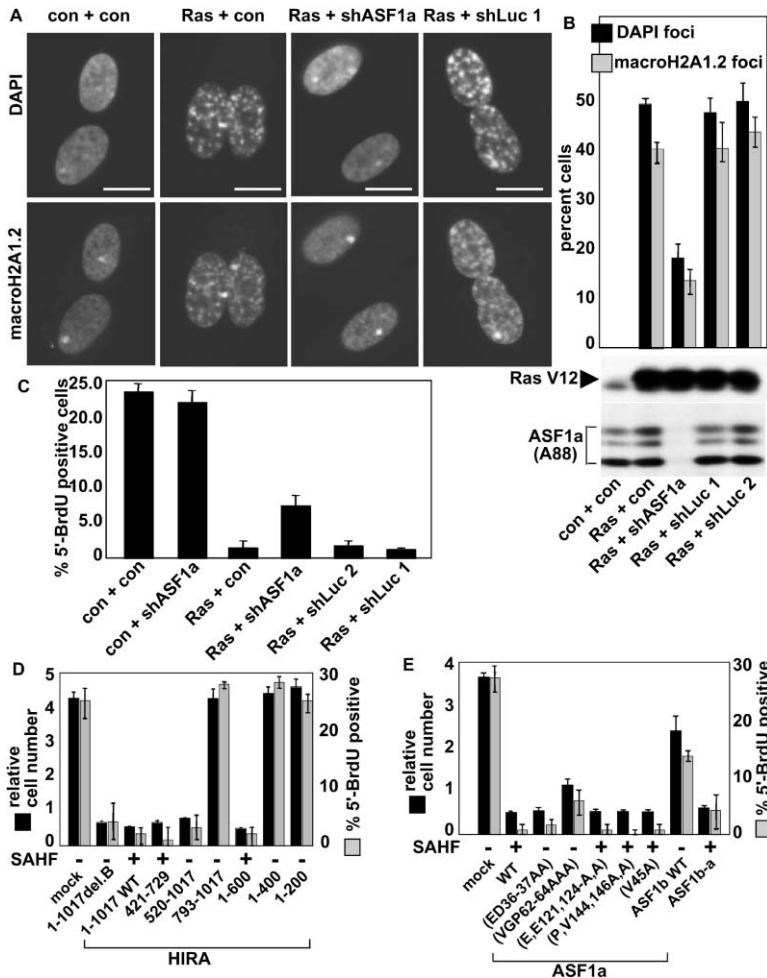 A
con + con
Ras + con
Ras + shASF1a
Ras + shLuc 1
DAPI
macroH2A1.2
B
DAPI foci
macroH2A1.2 foci
percent cells
50
40
30
20
10
0
Ras V12
ASF1a
(A88)
con + con
Ras + con
Ras + shASF1a
Ras + shLuc 1
Ras + shLuc 2
C
% 5'-BrdU positive cells
25.0
20.0
15.0
10.0
5.0
0.0
con + con
con + shASF1a
Ras + con
Ras + shASF1a
Ras + shLuc 2
Ras + shLuc 1
D
relative
cell number
5
4
3
2
1
0
30
20
10
0
% 5'-BrdU positive
SAHF - - + + - - + - -
mock
1-1017del.B
1-1017 WT
421-729
520-1017
793-1017
1-600
1-400
1-200
HIRA
E
relative
cell number
4
3
2
1
0
30
20
10
0
% 5'-BrdU positive
SAHF - + - - + + + - +
mock
WT
(ED36-37AA)
(VGP62-64AAA)
(E,E121,124-A,A)
(P,V144,146A,A)
(V45A)
ASF1b WT
ASF1b-a
ASF1a